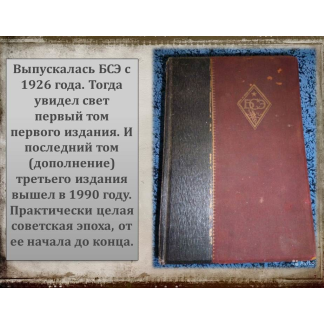 Выпускалась БСЭ с
1926 года. Тогда
увидел свет
первый том
первого издания. И
последний том
(дополнение)
третьего издания
вышел в 1990 году.
Практически целая
советская эпоха, от
ее начала до конца.
БСЭ